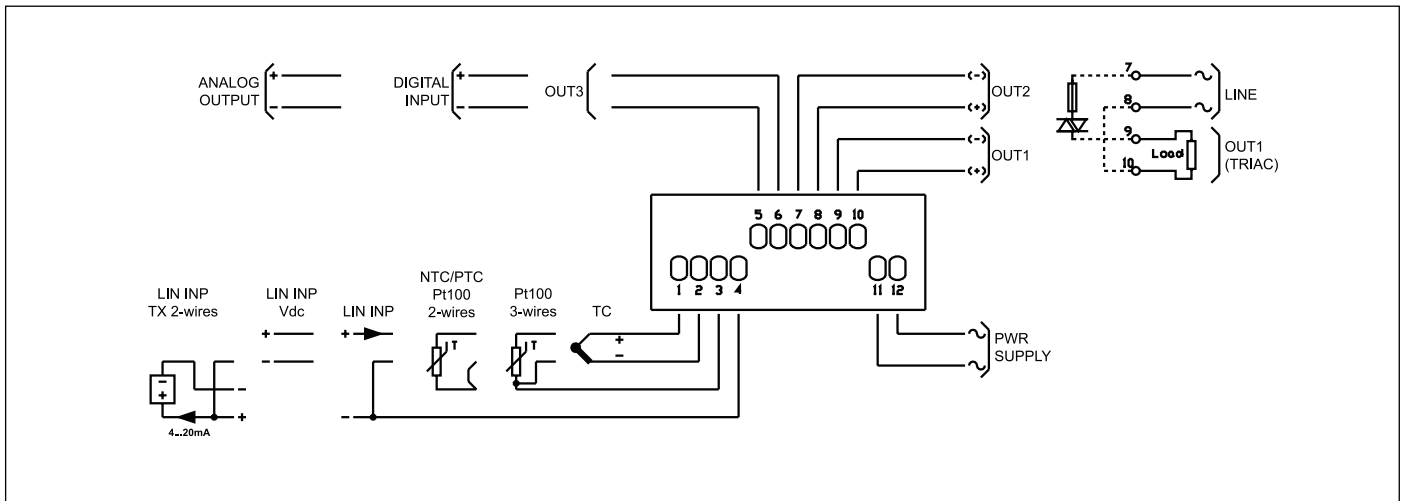 ANALOG
OUTPUT
+
−
DIGITAL
INPUT
+
−
OUT3
(-)
(+)
OUT2
(-)
(+)
OUT1
7
8
LINE
9
10
Load
OUT1
(TRIAC)
5 6 7 8 9 10
1 2 3 4
11 12
LIN INP
TX 2-wires
LIN INP
Vdc
LIN INP
NTC/PTC
Pt100
2-wires
Pt100
3-wires
TC
+
−
+
−
+
−
T
T
+
−
−
+
−
+
4...20mA
PWR
SUPPLY